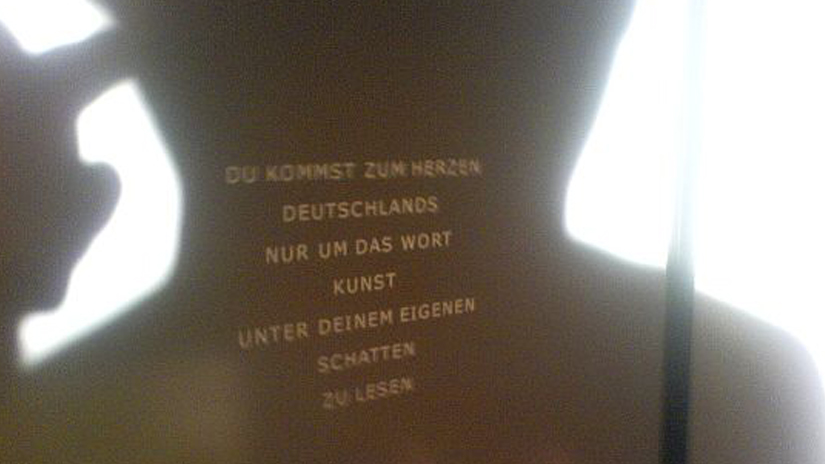 DU KOMMST ZUM HERZEN
DEUTSCHLANDS
NUR UM DAS WORT
KUNST
UNTER DEINEM EIGENEN
SCHATTEN
ZU LESEN